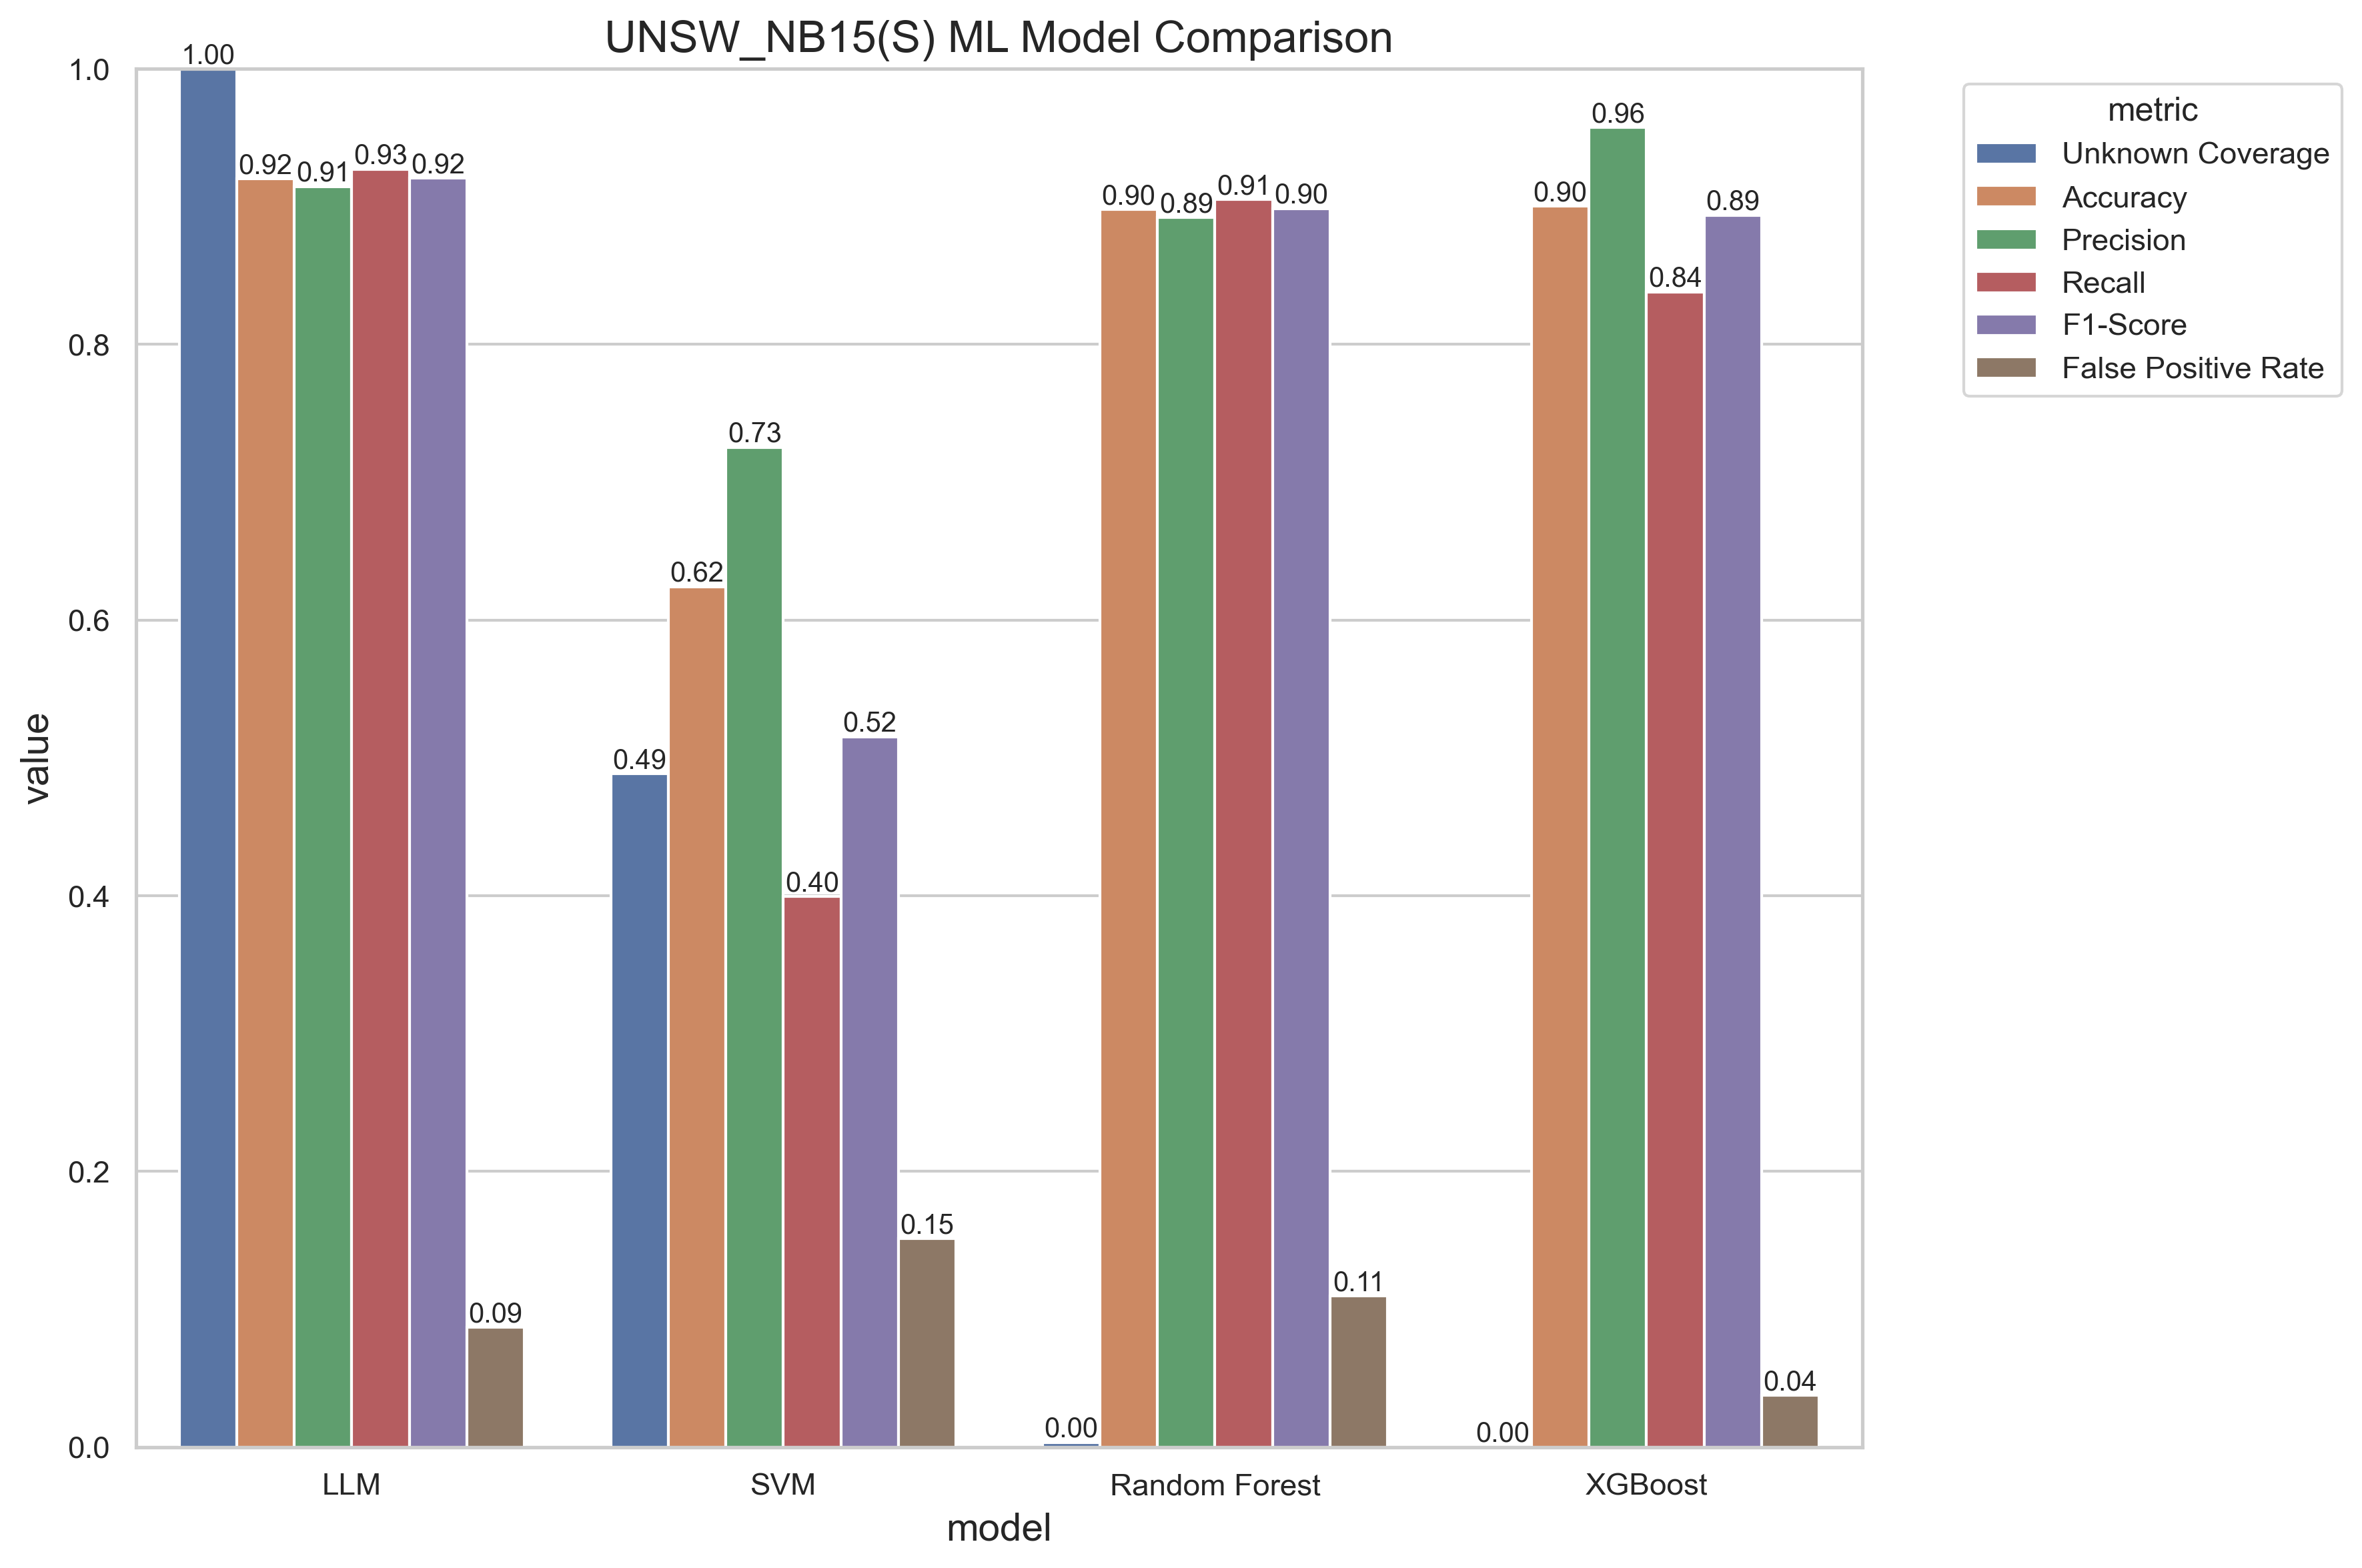 UNSW_NB15(S) ML Model Comparison
value
1.0
0.8
0.6
0.4
0.2
0.0
1.00
0.92
0.91
0.93
0.92
0.09
0.49
0.62
0.73
0.40
0.52
0.15
0.00
0.90
0.89
0.91
0.90
0.11
0.00
0.90
0.96
0.84
0.89
0.04
LLM
SVM
Random Forest
XGBoost
model
metric
Unknown Coverage
Accuracy
Precision
Recall
F1-Score
False Positive Rate